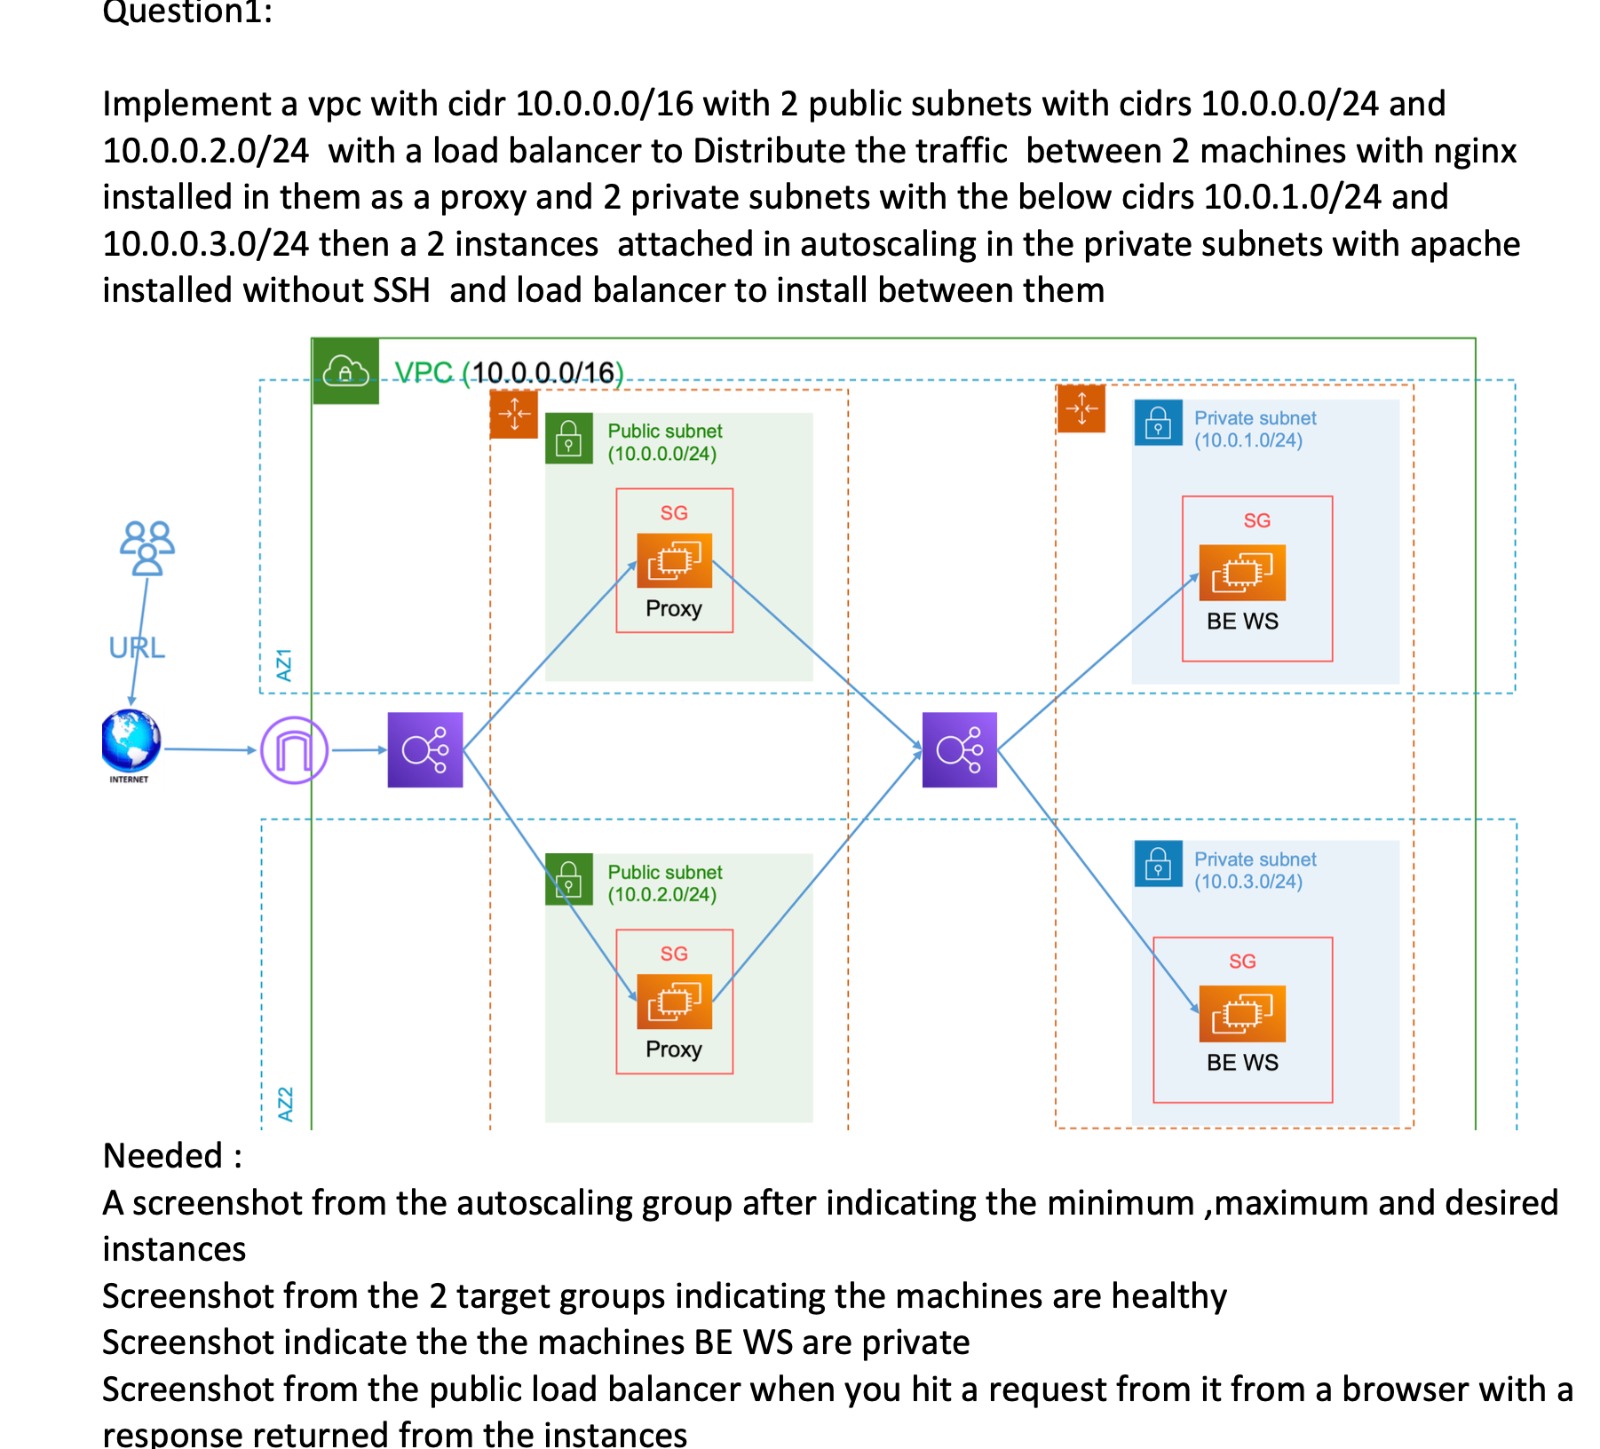 Question1:
Implement a vpc with cidr 10.0.0.0/16 with 2 public subnets with cidrs 10.0.0.0/24 and
10.0.0.2.0/24 with a load balancer to Distribute the traffic between 2 machines with nginx
installed in them as a proxy and 2 private subnets with the below cidrs 10.0.1.0/24 and
10.0.0.3.0/24 then a 2 instances attached in autoscaling in the private subnets with apache
installed without SSH and load balancer to install between them
VPC (10.0.0.0/16)
Public subnet
(10.0.0.0/24)
SG
Proxy
Private subnet
(10.0.1.0/24)
SG
BE WS
URL
AZ1
INTERNET
Public subnet
(10.0.2.0/24)
SG
Proxy
Private subnet
(10.0.3.0/24)
SG
BE WS
AZ2
Needed :
A screenshot from the autoscaling group after indicating the minimum ,maximum and desired
instances
Screenshot from the 2 target groups indicating the machines are healthy
Screenshot indicate the the machines BE WS are private
Screenshot from the public load balancer when you hit a request from it from a browser with a
response returned from the instances